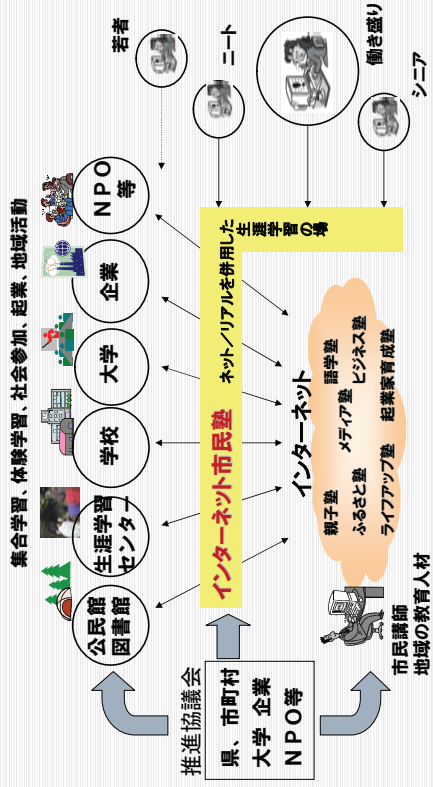 集合学習、体験学習、社会参加、起業、地域活動
公民館
図書館
生涯学習
センター
学校
大学
企業
NPO
等
若者
ニート
働き盛り
シニア
推進協議会
県、市町村
大学 企業
NPO等
インターネット市民塾
ネット／リアルを併用した
生涯学習の場
インターネット
親子塾
語学塾
メディア塾
ふるさと塾
ビジネス塾
ライフアップ塾
起業家育成塾
市民講師
地域の教育人材